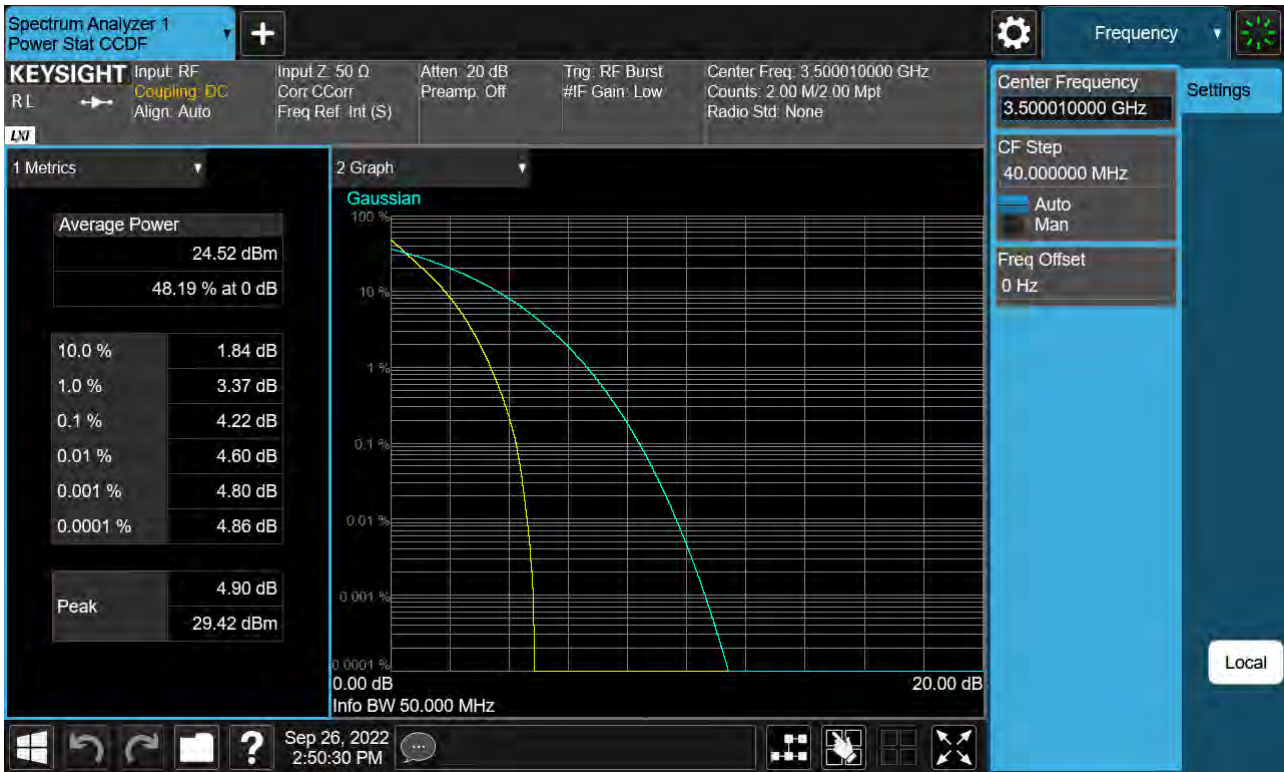 Spectrum Analyzer 1
Power Stat CCDF
+
Frequency
KEYSIGHT
RL
LXI
Input: RF
Coupling: DC
Align: Auto
Input Z: 50 Ω
Corr CCorr
Freq Ref: Int (S)
Atten: 20 dB
Preamp: Off
Trig: RF Burst
#IF Gain: Low
Center Freq: 3.500010000 GHz
Counts: 2.00 M/2.00 Mpt
Radio Std: None
Center Frequency
3.500010000 GHz
Settings
CF Step
40.000000 MHz
Auto
Man
Freq Offset
0 Hz
Local
1 Metrics
Average Power
24.52 dBm
48.19 % at 0 dB
10.0 % 1.84 dB
1.0 % 3.37 dB
0.1 % 4.22 dB
0.01 % 4.60 dB
0.001 % 4.80 dB
0.0001 % 4.86 dB
Peak
4.90 dB
29.42 dBm
2 Graph
Gaussian
100 %
10 %
1 %
0.1 %
0.01 %
0.001 %
0.0001 %
0.00 dB 20.00 dB
Info BW 50.000 MHz
?
Sep 26, 2022
2:50:30 PM